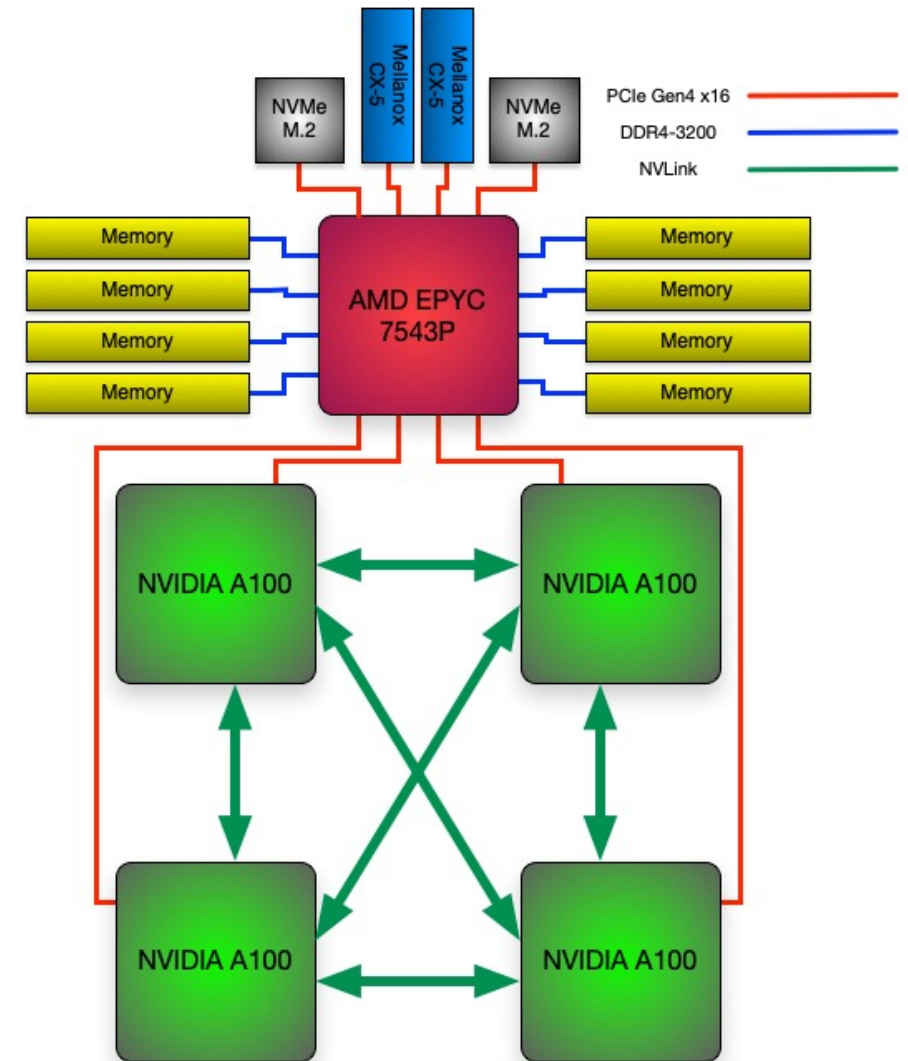 Mellanox
CX-5
Mellanox
CX-5
NVMe
M.2
NVMe
M.2
PCIe Gen4 x16
DDR4-3200
NVLink
Memory
Memory
Memory
Memory
Memory
Memory
Memory
Memory
AMD EPYC
7543P
NVIDIA A100
NVIDIA A100
NVIDIA A100
NVIDIA A100